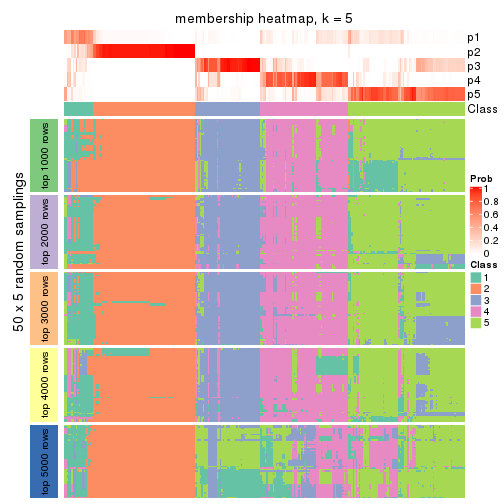 membership heatmap, k = 5
p1
p2
p3
p4
p5
Class
50 x 5 random samplings
top 1000 rows
top 2000 rows
top 3000 rows
top 4000 rows
top 5000 rows
Prob
1
0.8
0.6
0.4
0.2
0
Class
1
2
3
4
5